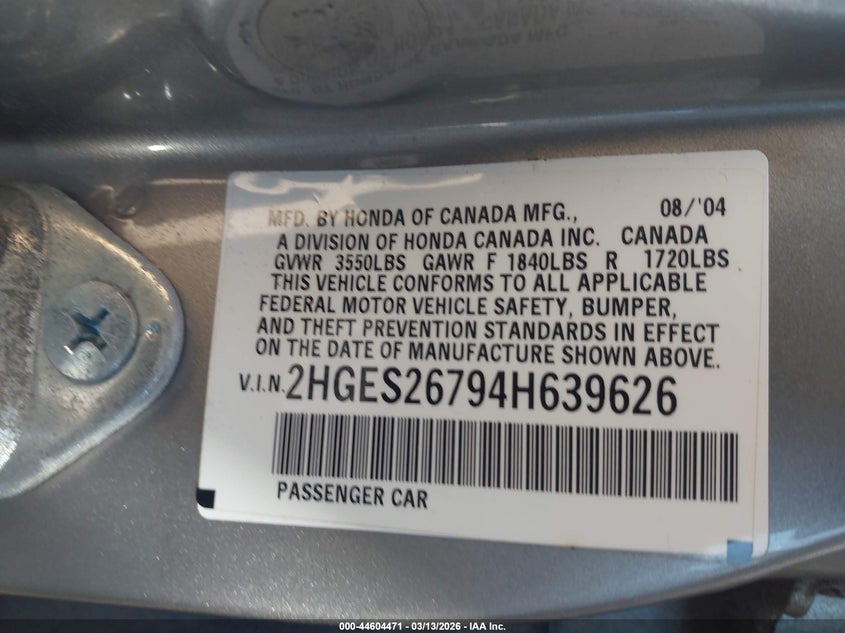 MFD. BY HONDA OF CANADA MFG., 08/'04
A DIVISION OF HONDA CANADA INC. CANADA
GVWR 3550LBS GAWR F 1840LBS R 1720LBS
THIS VEHICLE CONFORMS TO ALL APPLICABLE
FEDERAL MOTOR VEHICLE SAFETY, BUMPER,
AND THEFT PREVENTION STANDARDS IN EFFECT
ON THE DATE OF MANUFACTURE SHOWN ABOVE.
V.I.N. 2HGES26794H639626
PASSENGER CAR
000-44604471 - 03/13/2026 - IAA Inc.